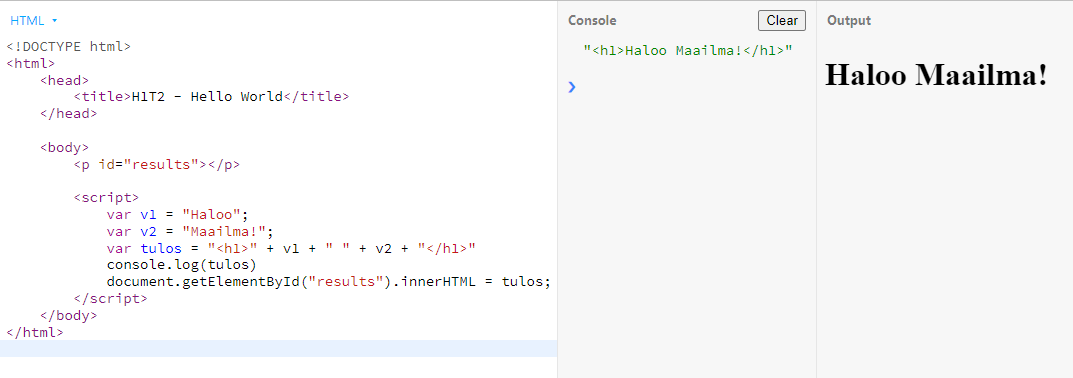 HTML
<!DOCTYPE html>
<html>
    <head>
        <title>H1T2 - Hello World</title>
    </head>
    <body>
        <p id="results"></p>
        <script>
            var v1 = "Haloo";
            var v2 = "Maailma!";
            var tulos = "<h1>" + v1 + " " + v2 + "</h1>"
            console.log(tulos)
            document.getElementById("results").innerHTML = tulos;
        </script>
    </body>
</html>
Console
Clear
"<h1>Haloo Maailma!</h1>"
Output
Haloo Maailma!